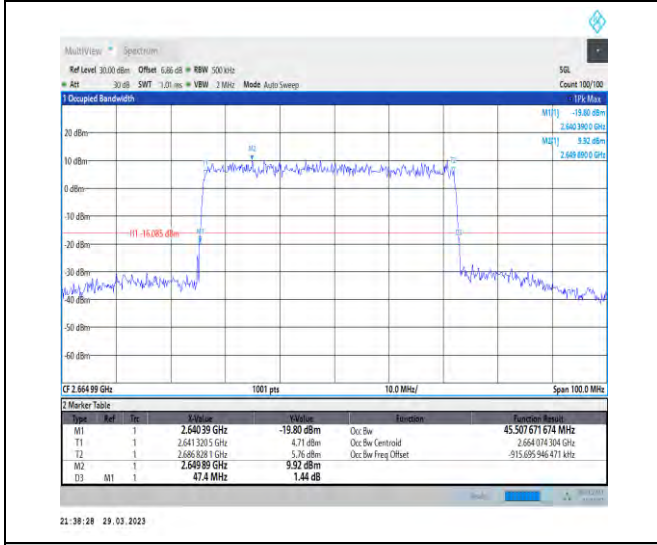 MultiView Spectrum
Ref Level 30.00 dBm Offset 6.86 dB RBW 500 kHz SGL
Att 30 dB SWT 1.01 ms VBW 2 MHz Mode Auto Sweep Count 100/100
1 Occupied Bandwidth 1Pk Max
M1[1] -19.80 dBm
2.640 390 0 GHz
M2[1] 9.92 dBm
2.649 890 0 GHz
20 dBm
M2
T1 T2
10 dBm
0 dBm
-10 dBm
H1 -16.085 dBm M1 D3
-20 dBm
-30 dBm
-40 dBm
-50 dBm
-60 dBm
CF 2.664 99 GHz 1001 pts 10.0 MHz/ Span 100.0 MHz
2 Marker Table
Type Ref Trc X-Value Y-Value Function Function Result
M1 1 2.640 39 GHz -19.80 dBm Occ Bw 45.507 671 674 MHz
T1 1 2.641 320 5 GHz 4.71 dBm Occ Bw Centroid 2.664 074 304 GHz
T2 1 2.686 828 1 GHz 5.76 dBm Occ Bw Freq Offset -915.695 946 471 kHz
M2 1 2.649 89 GHz 9.92 dBm
D3 M1 1 47.4 MHz 1.44 dB
21:38:28 29.03.2023